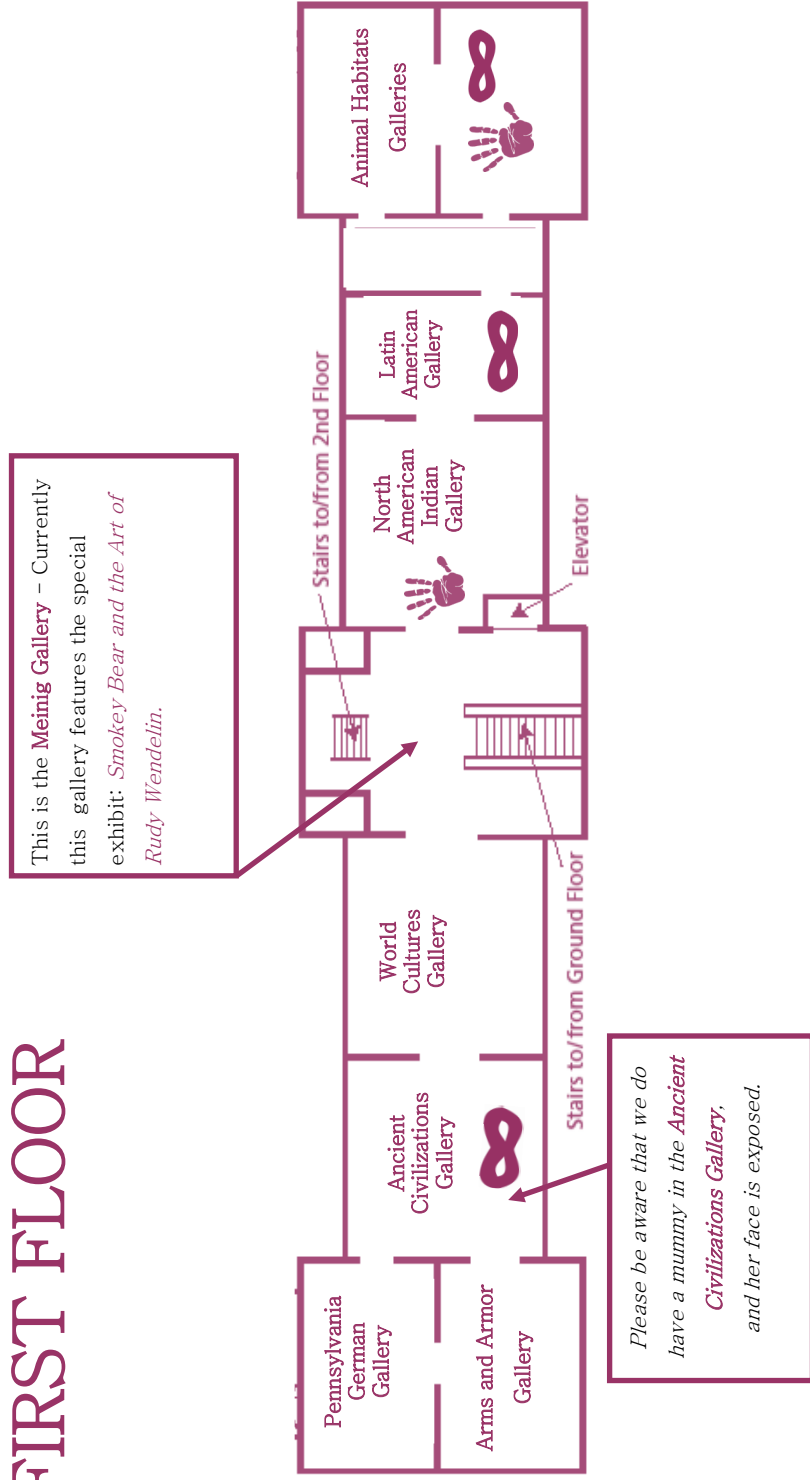 FIRST FLOOR
This is the Meinig Gallery – Currently
this gallery features the special
exhibit: Smokey Bear and the Art of
Rudy Wendelin.
Stairs to/from 2nd Floor
Pennsylvania
German
Gallery
Arms and Armor
Gallery
Ancient
Civilizations
Gallery
World
Cultures
Gallery
North
American
Indian
Gallery
Latin
American
Gallery
Animal Habitats
Galleries
Elevator
Stairs to/from Ground Floor
Please be aware that we do
have a mummy in the Ancient
Civilizations Gallery,
and her face is exposed.